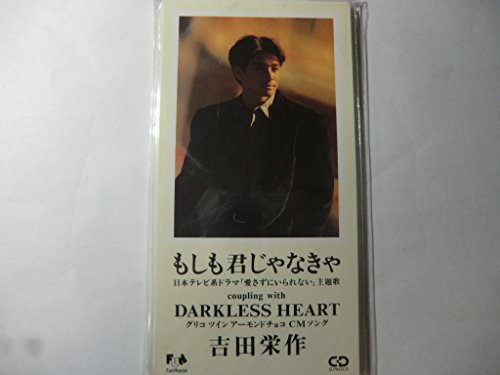 もしも君じゃなきゃ
日本テレビ系ドラマ「愛さずにいられない」主題歌
coupling with
DARKLESS HEART
グリコ ツイン アーモンドチョコ CMソング
吉田栄作
FUN
FunHouse
CD
SINGLE